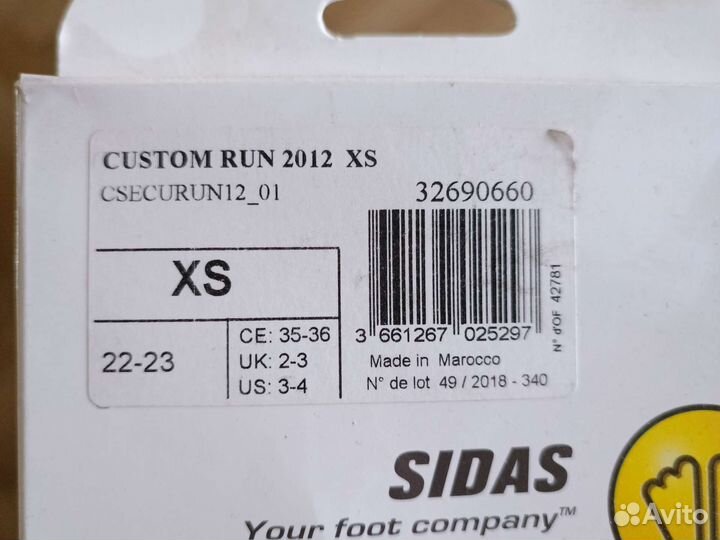 CUSTOM RUN 2012 XS
CSECURUN12_01
32690660
XS
22-23
CE: 35-36
UK: 2-3
US: 3-4
3 661267 025297
Made in Marocco
N° de lot 49 / 2018 - 340
N° d'OF 42781
SIDAS
Your foot company™
Avito